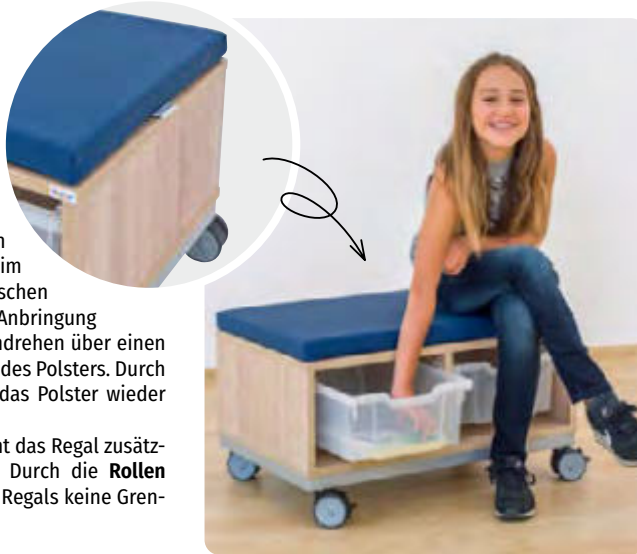 im
schen
Anbringung
ndrehen über einen
des Polsters. Durch
das Polster wieder
nt das Regal zusätz-
Durch die Rollen
Regals keine Gren-